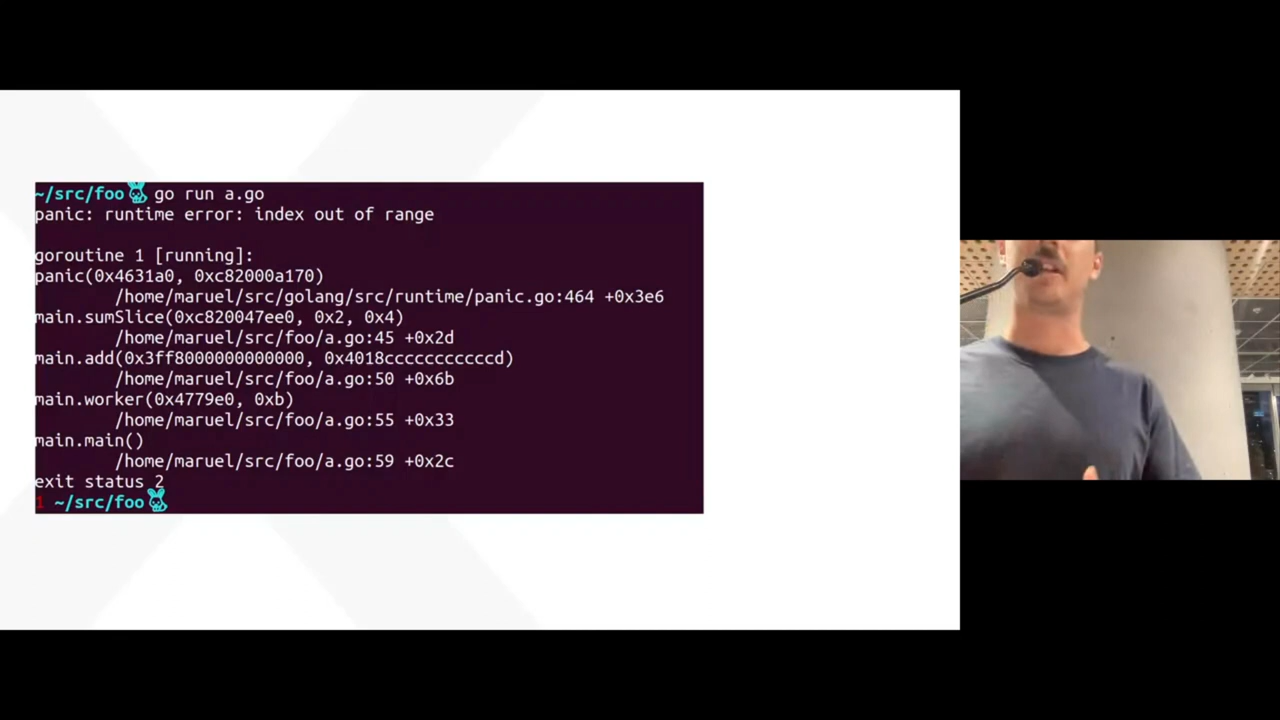 ~/src/foo go run a.go
panic: runtime error: index out of range
goroutine 1 [running]:
panic(0x4631a0, 0xc82000a170)
/home/maruel/src/golang/src/runtime/panic.go:464 +0x3e6
main.sumSlice(0xc820047ee0, 0x2, 0x4)
/home/maruel/src/foo/a.go:45 +0x2d
main.add(0x3ff8000000000000, 0x4018cccccccccccd)
/home/maruel/src/foo/a.go:50 +0x6b
main.worker(0x4779e0, 0xb)
/home/maruel/src/foo/a.go:55 +0x33
main.main()
/home/maruel/src/foo/a.go:59 +0x2c
exit status 2
1 ~/src/foo